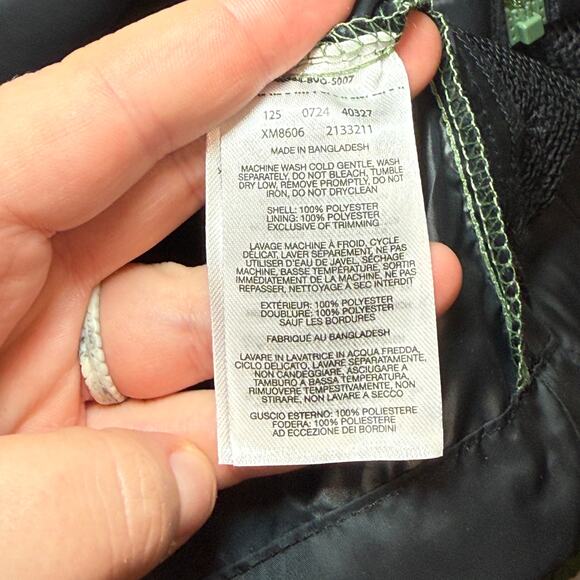 125 0724 40327
XM8606 2133211
MADE IN BANGLADESH
MACHINE WASH COLD GENTLE, WASH
SEPARATELY, DO NOT BLEACH, TUMBLE
DRY LOW, REMOVE PROMPTLY, DO NOT
IRON, DO NOT DRYCLEAN
SHELL: 100% POLYESTER
LINING: 100% POLYESTER
EXCLUSIVE OF TRIMMING
LAVAGE MACHINE À FROID, CYCLE
DÉLICAT, LAVER SÉPARÉMENT, NE PAS
UTILISER D'EAU DE JAVEL, SÉCHAGE
MACHINE, BASSE TEMPÉRATURE, SORTIR
IMMÉDIATEMENT DE LA MACHINE, NE PAS
REPASSER, NETTOYAGE À SEC INTERDIT
EXTÉRIEUR: 100% POLYESTER
DOUBLURE: 100% POLYESTER
SAUF LES BORDURES
FABRIQUÉ AU BANGLADESH
LAVARE IN LAVATRICE IN ACQUA FREDDA,
CICLO DELICATO, LAVARE SEPARATAMENTE,
NON CANDEGGIARE, ASCIUGARE A
TAMBURO A BASSA TEMPERATURA,
RIMUOVERE TEMPESTIVAMENTE, NON
STIRARE, NON LAVARE A SECCO
GUSCIO ESTERNO: 100% POLIESTERE
FODERA: 100% POLIESTERE
AD ECCEZIONE DEI BORDINI